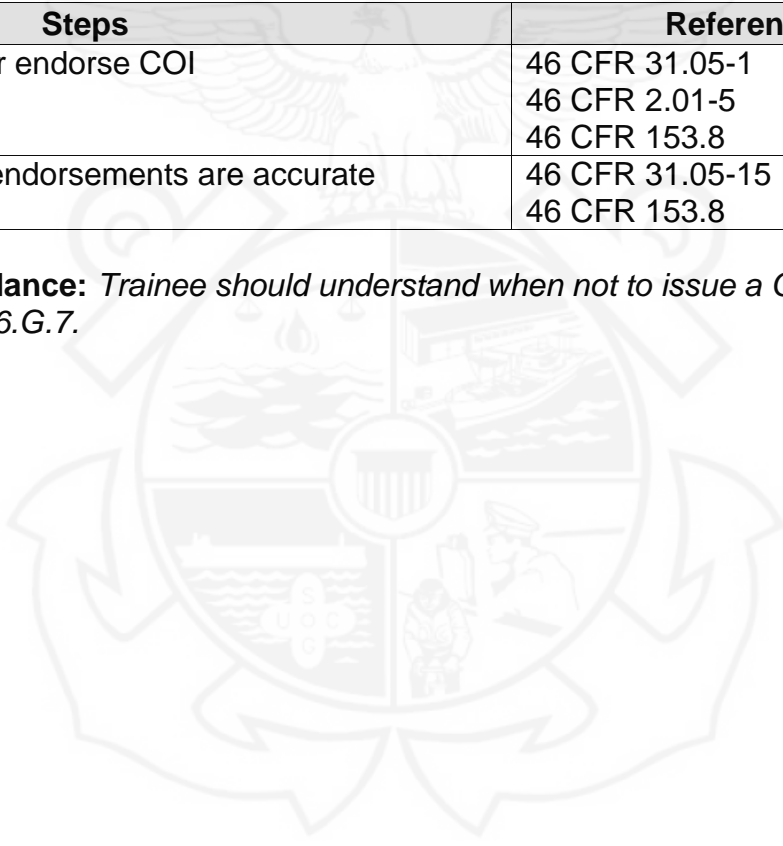 Steps Referen
r endorse COI 46 CFR 31.05-1
46 CFR 2.01-5
46 CFR 153.8
endorsements are accurate 46 CFR 31.05-15
46 CFR 153.8
lance: Trainee should understand when not to issue a C
6.G.7.
S
U Q C
G